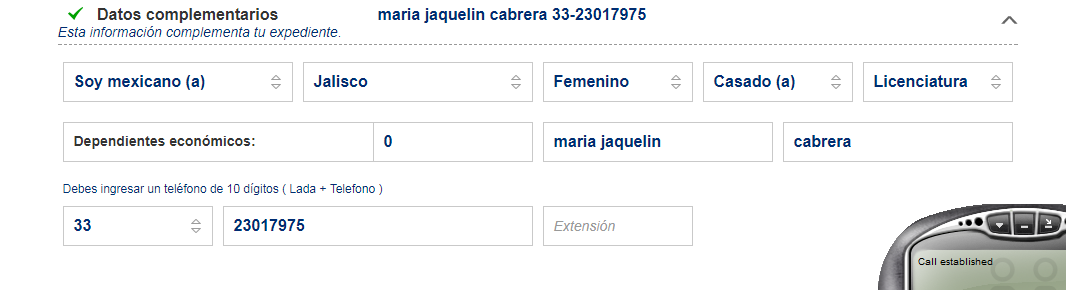 Datos complementarios maria jaquelin cabrera 33-23017975
Esta información complementa tu expediente.
Soy mexicano (a) Jalisco Femenino Casado (a) Licenciatura
Dependientes económicos: 0 maria jaquelin cabrera
Debes ingresar un teléfono de 10 dígitos ( Lada + Telefono )
33 23017975 Extensión
Call established